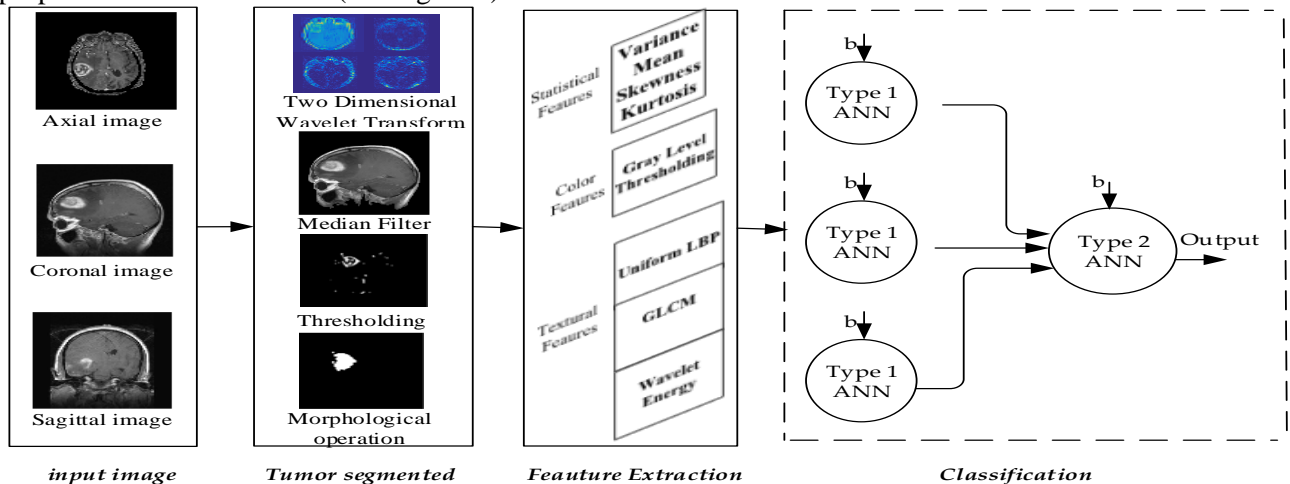 Axial image
Coronal image
Sagittal image
input image
Two Dimensional
Wavelet Transform
Median Filter
Thresholding
Morphological
operation
Tumor segmented
Statistical
Feaures
Variance
Mean
Skewness
Kurtosis
Color
Feaures
Gray Level
Thresholding
Textural
Feaures
Uniform LBP
GLCM
Wavelet
Energy
Feauture Extraction
b
Type 1
ANN
b
Type 1
ANN
b
Type 1
ANN
b
Type 2
ANN
Output
Classification